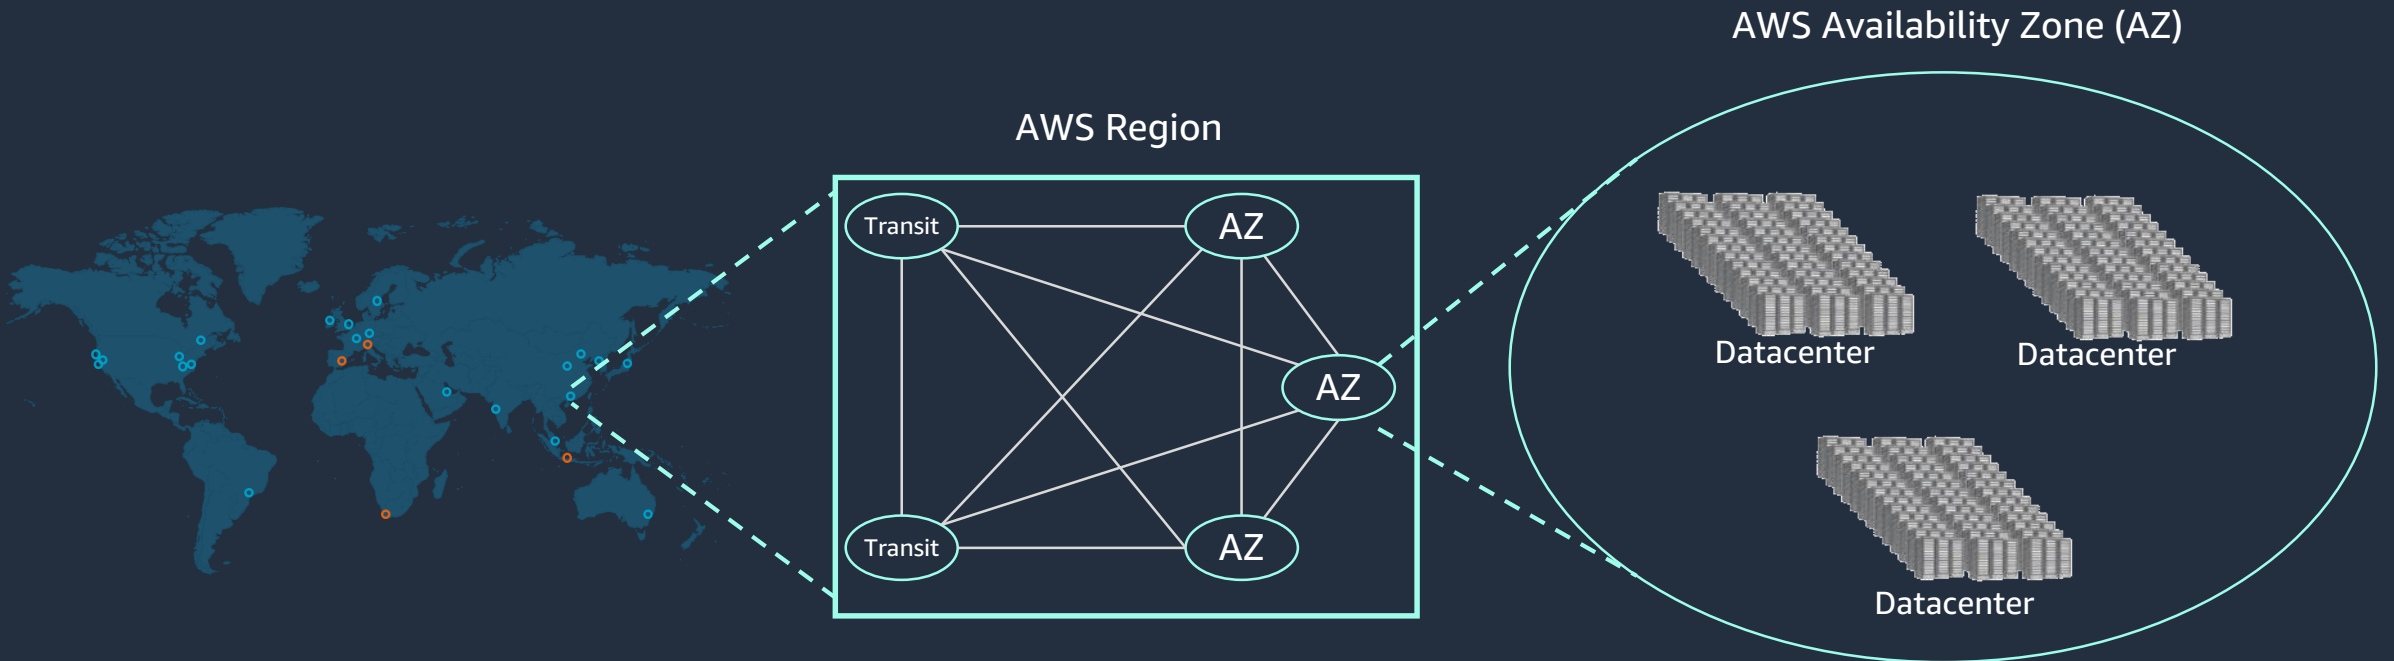 AWS Availability Zone (AZ)
AWS Region
Transit
AZ
AZ
Transit
AZ
Datacenter
Datacenter
Datacenter